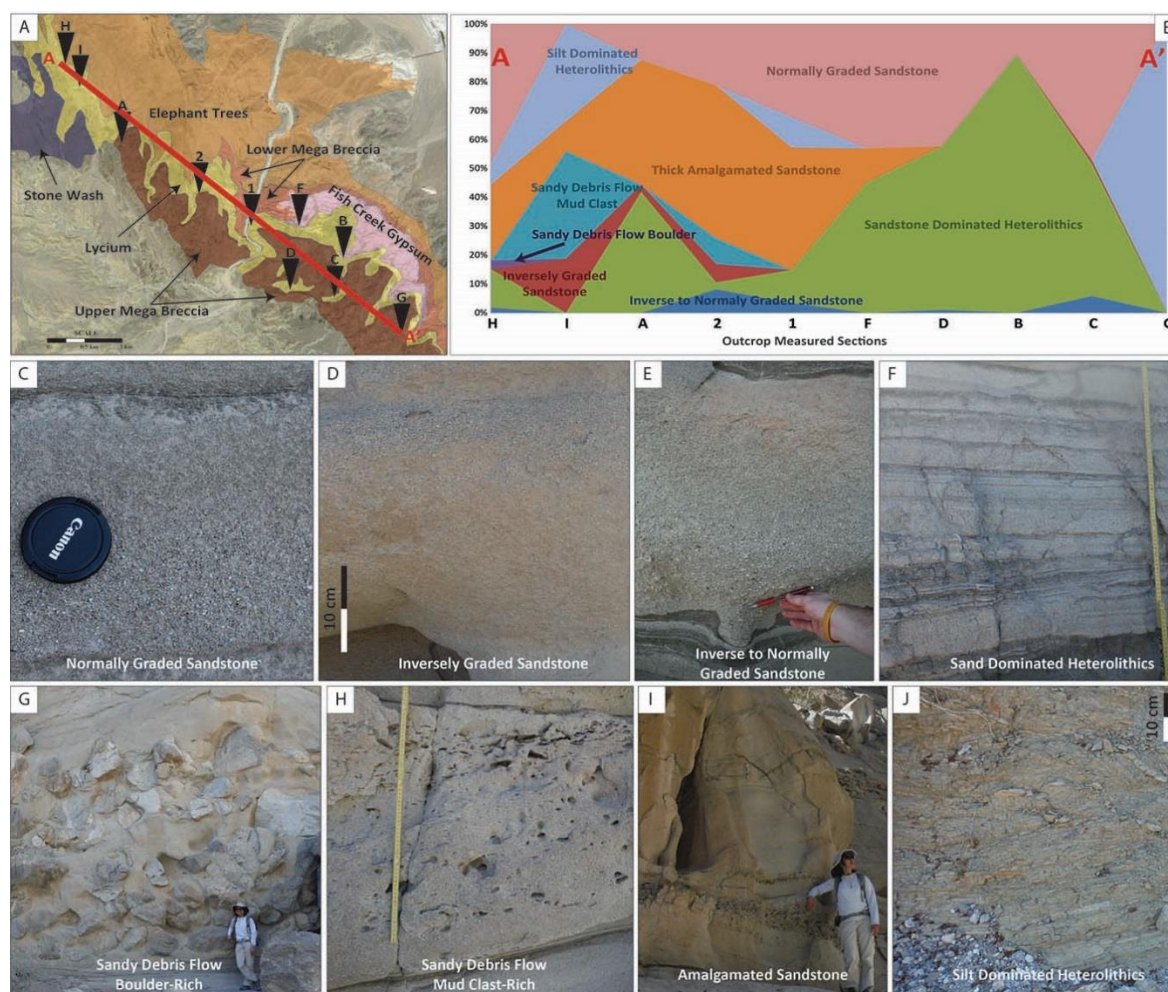 A
H
A
I
A
Elephant Trees
2
Lower Mega Breccia
1
F
Fish Creek Gypsum
B
Stone Wash
Lycium
D
C
G
Upper Mega Breccia
A'
SCALE
100%
90%
80%
70%
60%
50%
40%
30%
20%
10%
0%
A
A'
Silt Dominated
Heterolithics
Normally Graded Sandstone
Thick Amalgamated Sandstone
Sandy Debris Flow
Mud Clast
Sandstone Dominated Heterolithics
Sandy Debris Flow Boulder
Inversely Graded
Sandstone
Inverse to Normaly Graded Sandstone
H I A 2 1 F D B C
Outcrop Measured Sections
C
Canon
Normally Graded Sandstone
D
10 cm
Inversely Graded Sandstone
E
Inverse to Normally
Graded Sandstone
F
Sand Dominated Heterolithics
G
Sandy Debris Flow
Boulder-Rich
H
Sandy Debris Flow
Mud Clast-Rich
I
Amalgamated Sandstone
J
10 cm
Silt Dominated Heterolithics